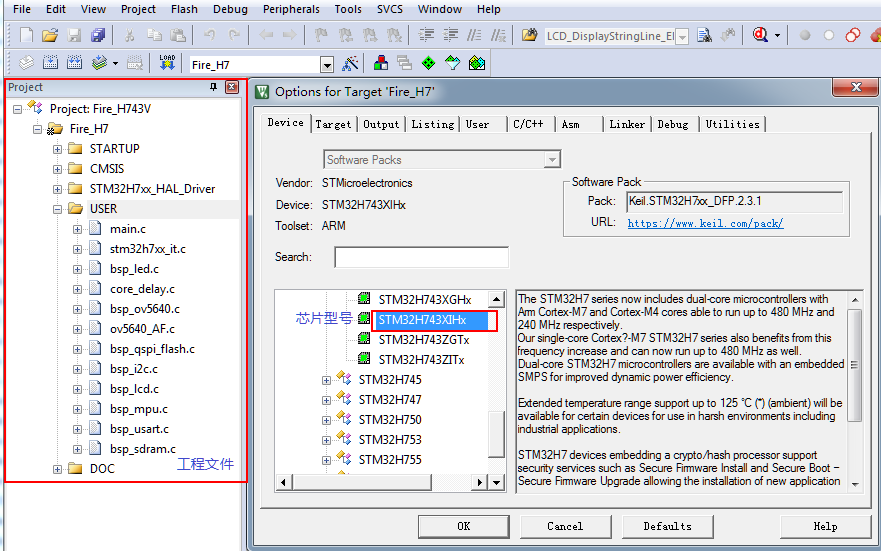 File Edit View Project Flash Debug Peripherals Tools SVCS Window Help
LCD_DisplayStringLine_El
LOAD
Fire_H7
Project
Project: Fire_H743V
Fire_H7
STARTUP
CMSIS
STM32H7xx_HAL_Driver
USER
main.c
stm32h7xx_it.c
bsp_led.c
core_delay.c
bsp_ov5640.c
ov5640_AF.c
bsp_qspi_flash.c
bsp_i2c.c
bsp_lcd.c
bsp_mpu.c
bsp_usart.c
bsp_sdram.c
DOC
工程文件
Options for Target 'Fire_H7'
Device Target Output Listing User C/C++ Asm Linker Debug Utilities
Software Packs
Vendor: STMicroelectronics
Device: STM32H743XIHx
Toolset: ARM
Search:
Software Pack
Pack: Keil.STM32H7xx_DFP.2.3.1
URL: https://www.keil.com/pack/
STM32H743XGHx
芯片型号 STM32H743XIHx
STM32H743ZGTx
STM32H743ZITx
STM32H745
STM32H747
STM32H750
STM32H753
STM32H755
The STM32H7 series now includes dual-core microcontrollers with
Arm Cortex-M7 and Cortex-M4 cores able to run up to 480 MHz and
240 MHz respectively.
Our single-core Cortex?-M7 STM32H7 series also benefits from this
frequency increase and can now run up to 480 MHz as well.
Dual-core STM32H7 microcontrollers are available with an embedded
SMPS for improved dynamic power efficiency.
Extended temperature range support up to 125 °C (*) (ambient) will be
available for certain devices for use in harsh environments including
industrial applications.
STM32H7 devices embedding a crypto/hash processor support
security services such as Secure Firmware Install and Secure Boot –
Secure Firmware Upgrade allowing the installation of new application
OK Cancel Defaults Help